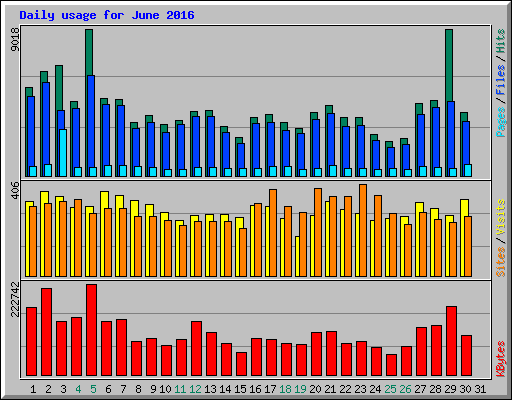 Daily usage for June 2016
9018
Pages / Files / Hits
406
Sites / Visits
222742
KBytes
1 2 3 4 5 6 7 8 9 10 11 12 13 14 15 16 17 18 19 20 21 22 23 24 25 26 27 28 29 30 31